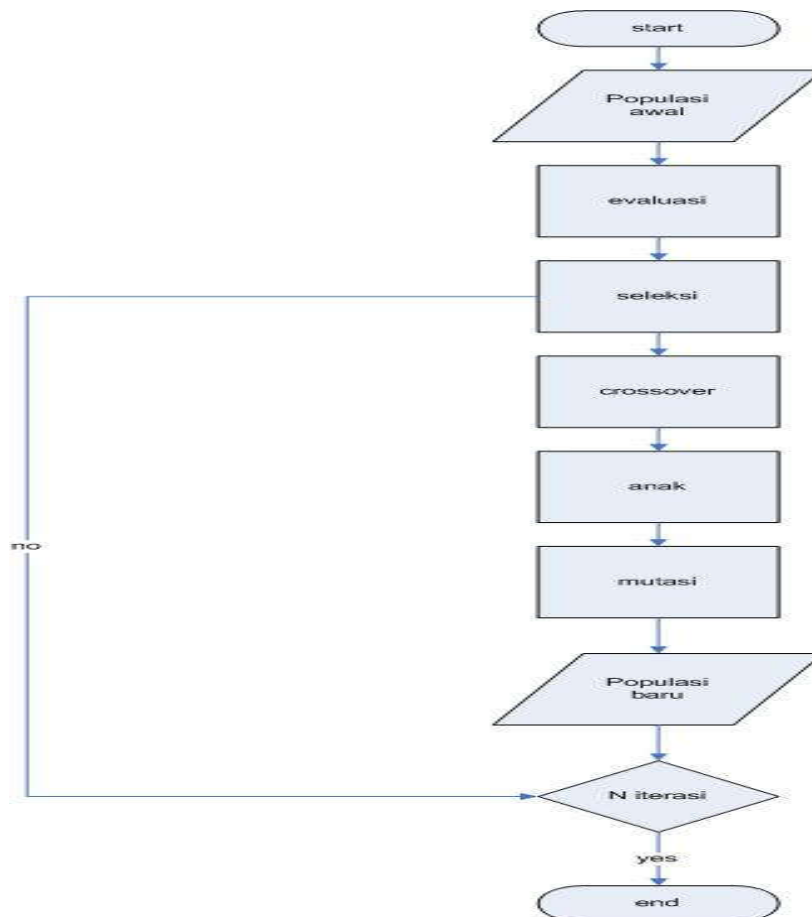 start
Populasi
awal
evaluasi
seleksi
crossover
anak
no
mutasi
Populasi
baru
N iterasi
yes
end